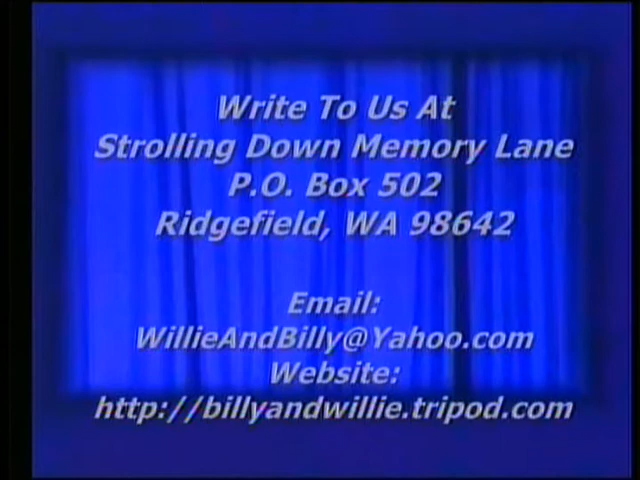 Write To Us At
Strolling Down Memory Lane
P.O. Box 502
Ridgefield, WA 98642
Email:
WillieAndBilly@Yahoo.com
Website:
http://billyandwillie.tripod.com